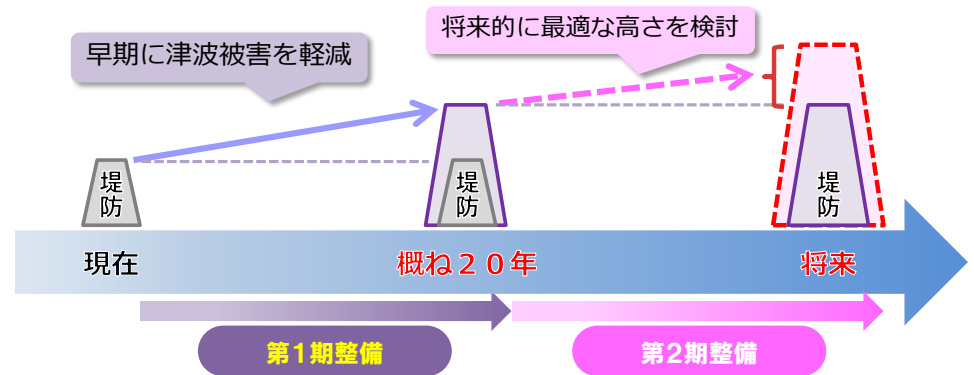 早期に津波被害を軽減
将来的に最適な高さを検討
堤防
堤防
堤防
現在
概ね２０年
将来
第1期整備
第2期整備